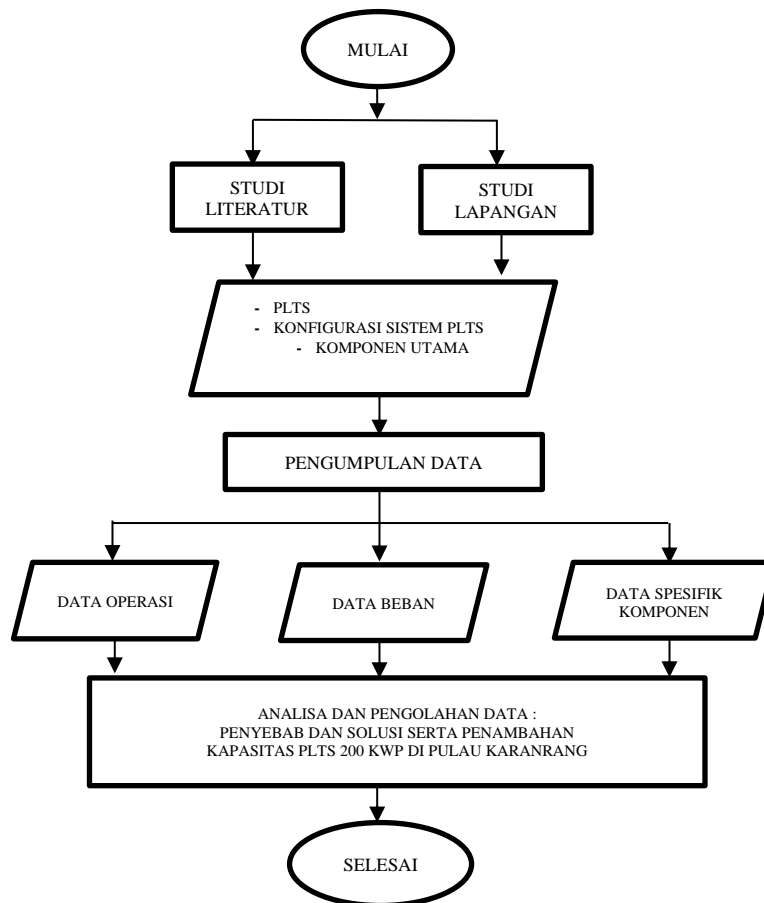 MULAI
STUDI
LITERATUR
STUDI
LAPANGAN
- PLTS
- KONFIGURASI SISTEM PLTS
- KOMPONEN UTAMA
PENGUMPULAN DATA
DATA OPERASI
DATA BEBAN
DATA SPESIFIK
KOMPONEN
ANALISA DAN PENGOLAHAN DATA :
PENYEBAB DAN SOLUSI SERTA PENAMBAHAN
KAPASITAS PLTS 200 KWP DI PULAU KARANRANG
SELESAI